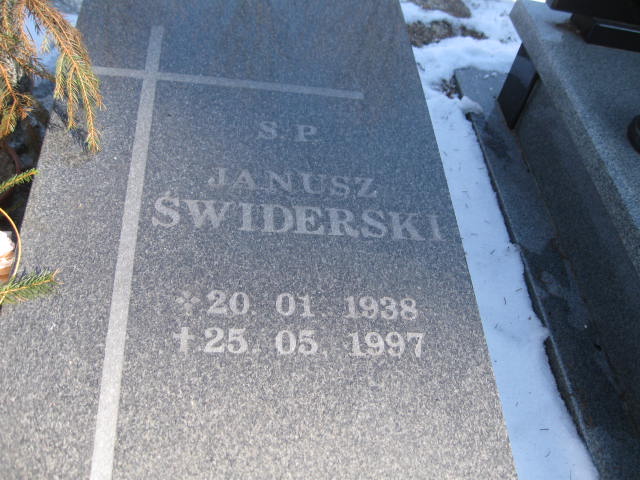 Ś.P.
JANUSZ
ŚWIDERSKI
20. 01. 1938
25. 05. 1997